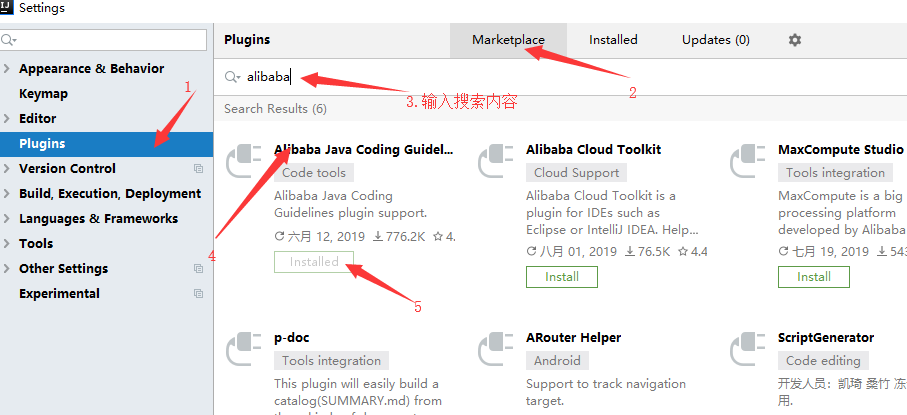 IJ Settings
Plugins
Marketplace
Installed
Updates (0)
Appearance & Behavior
Keymap
Editor
Plugins
Version Control
Build, Execution, Deployment
Languages & Frameworks
Tools
Other Settings
Experimental
1
2
alibaba
3.输入搜索内容
Search Results (6)
Alibaba Java Coding Guidel...
Code tools
Alibaba Java Coding
Guidelines plugin support.
六月 12, 2019 776.2K 4.
Installed
4
5
Alibaba Cloud Toolkit
Cloud Support
Alibaba Cloud Toolkit is a
plugin for IDEs such as
Eclipse or IntelliJ IDEA. Help...
八月 01, 2019 76.5K 4.4
Install
MaxCompute Studio
Tools integration
MaxCompute is a big
processing platform
developed by Alibaba
七月 19, 2019 543
Install
p-doc
Tools integration
This plugin will easily build a
catalog(SUMMARY.md) from
ARouter Helper
Android
Support to track navigation
target.
ScriptGenerator
Code editing
开发人员：凯琦 桑竹 冻
用.